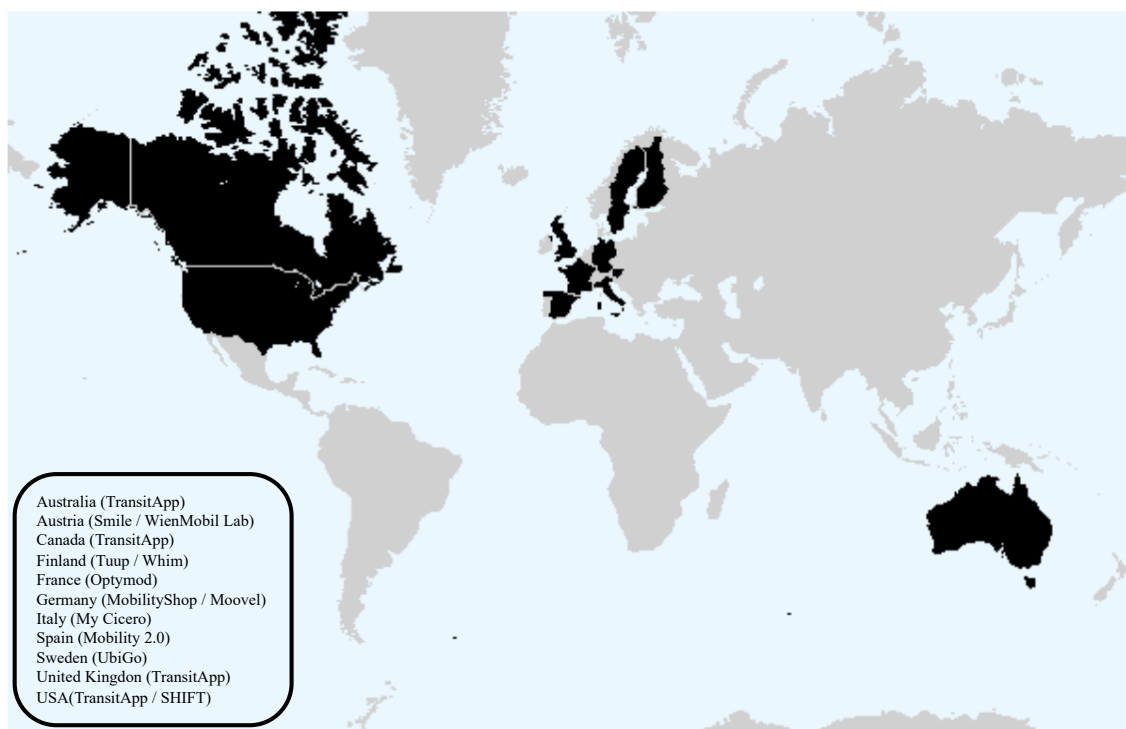 Australia (TransitApp)
Austria (Smile / WienMobil Lab)
Canada (TransitApp)
Finland (Tuup / Whim)
France (Optymod)
Germany (MobilityShop / Moovel)
Italy (My Cicero)
Spain (Mobility 2.0)
Sweden (UbiGo)
United Kingdon (TransitApp)
USA(TransitApp / SHIFT)